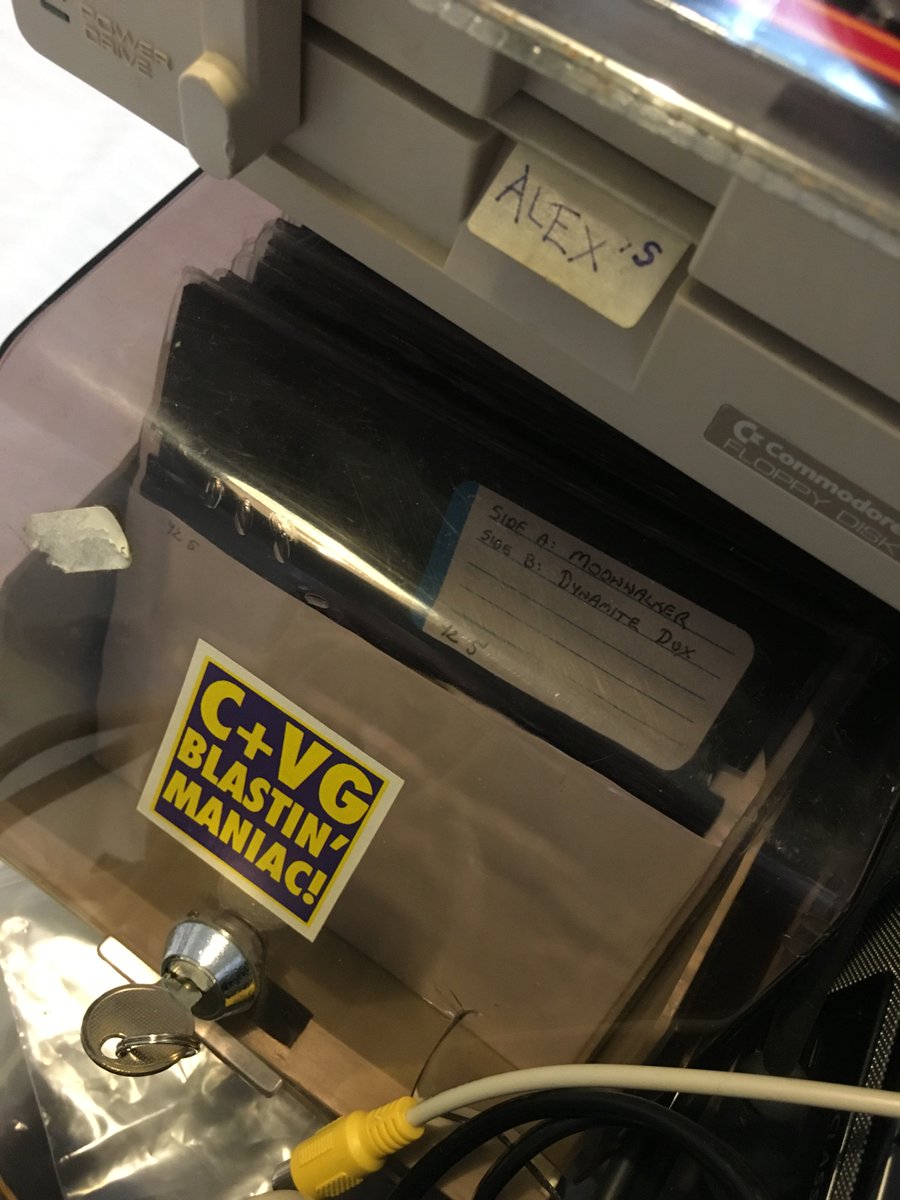 POWER
DRIVE
ALEX'S
Commodore
FLOPPY DISK
SIDE A: MOONWALKER
SIDE B: DYNAMITE DUX
C+VG
BLASTIN'
MANIAC!